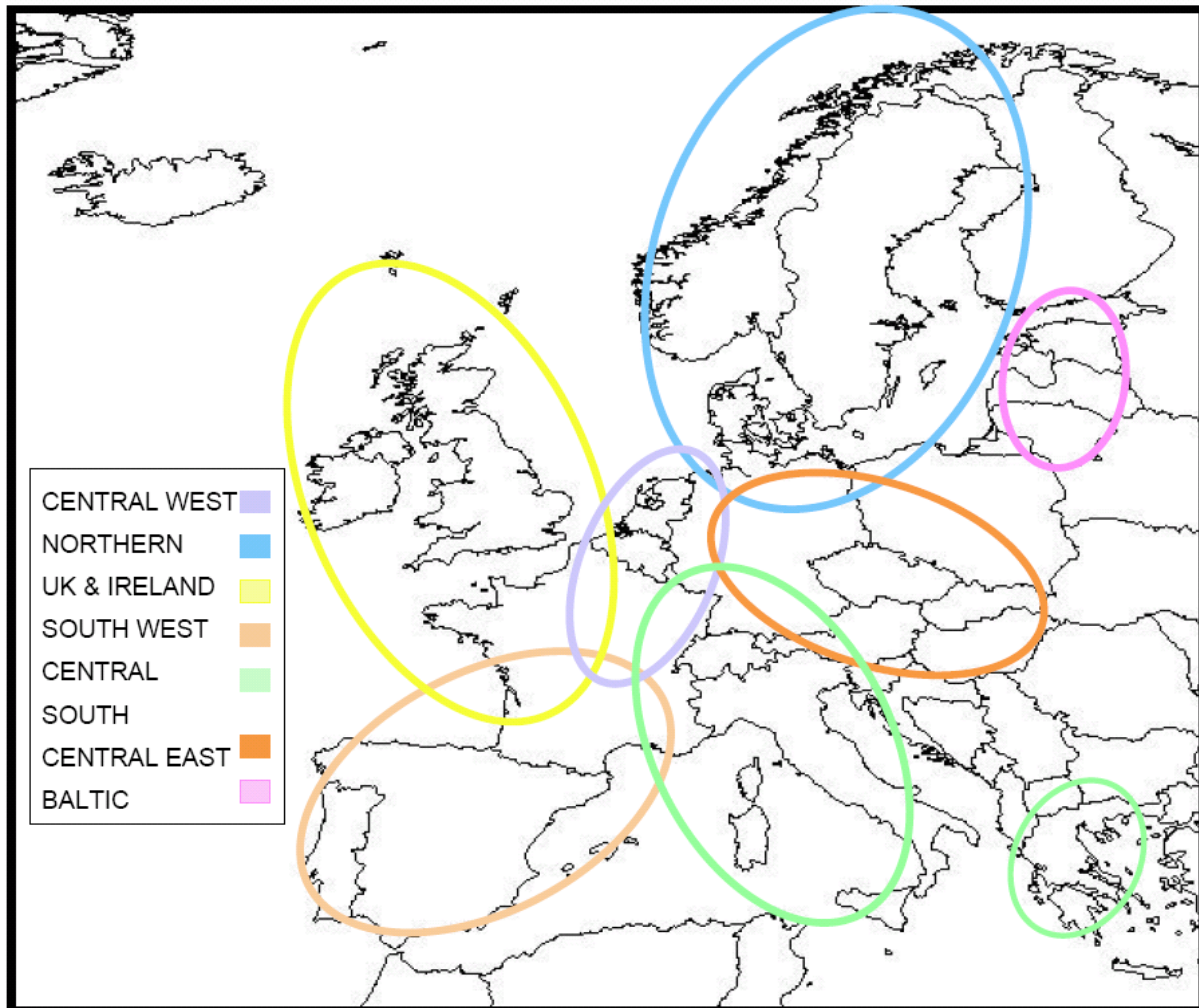 CENTRAL WEST
NORTHERN
UK & IRELAND
SOUTH WEST
CENTRAL
SOUTH
CENTRAL EAST
BALTIC